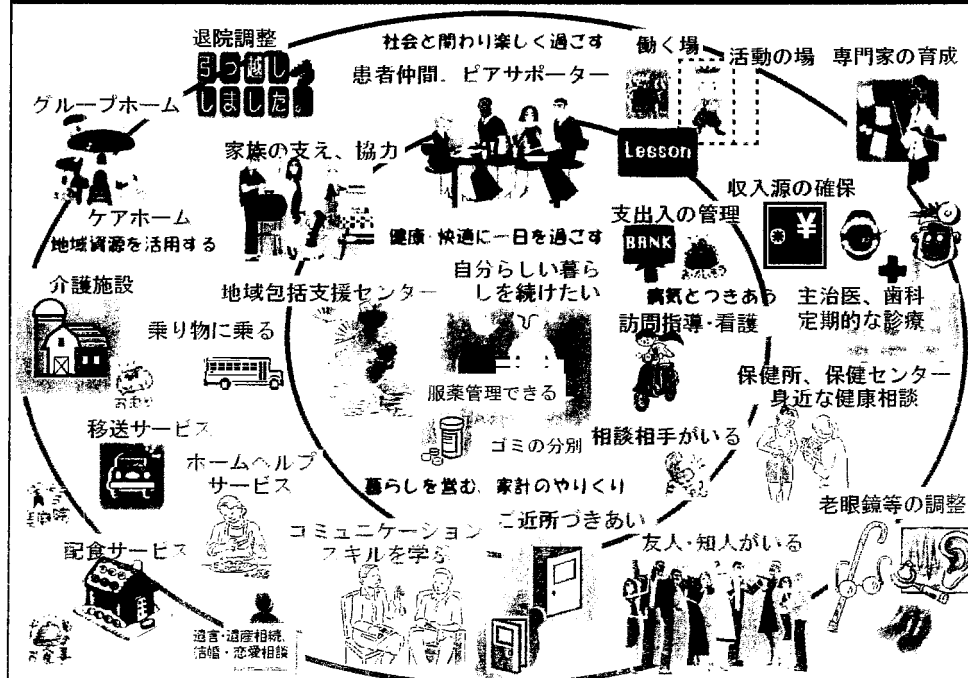 退院調整
引っ越し
しました。
社会と関わり楽しく過ごす
患者仲間．ピアサポーター
働く場
活動の場
専門家の育成
グループホーム
家族の支え、協力
Lesson
収入源の確保
ケアホーム
地域資源を活用する
健康・快適に一日を過ごす
支出入の管理
BANK
¥
介護施設
地域包括支援センター
自分らしい暮ら
しを続けたい
病気とつきあう
訪問指導・看護
主治医、歯科
定期的な診療
乗り物に乗る
服薬管理できる
保健所、保健センター
身近な健康相談
移送サービス
ゴミの分別
相談相手がいる
ホームヘルプ
サービス
暮らしを営む、家計のやりくり
老眼鏡等の調整
美麻院
配食サービス
コミュニケーション
スキルを学ぶ
ご近所づきあい
友人・知人がいる
お食事
遺言・遺産相続、
結婚・恋愛相談